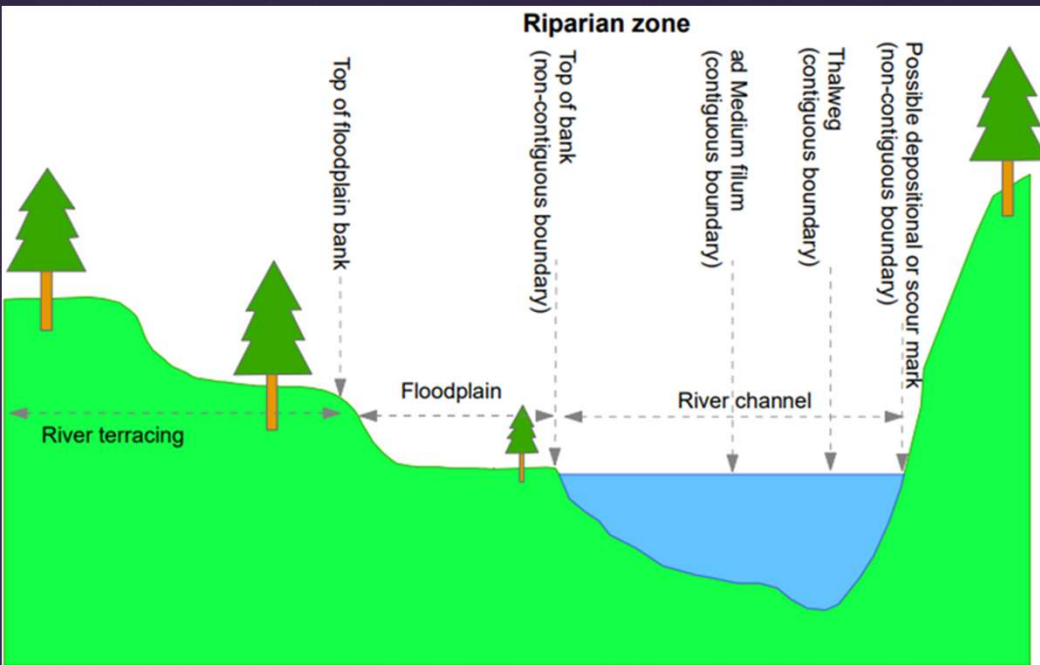 Riparian zone
Top of floodplain bank
Top of bank
(non-contiguous boundary)
ad Medium filum
(contiguous boundary)
Thalweg
(contiguous boundary)
Possible depositional or scour mark
(non-contiguous boundary)
Floodplain
River channel
River terracing